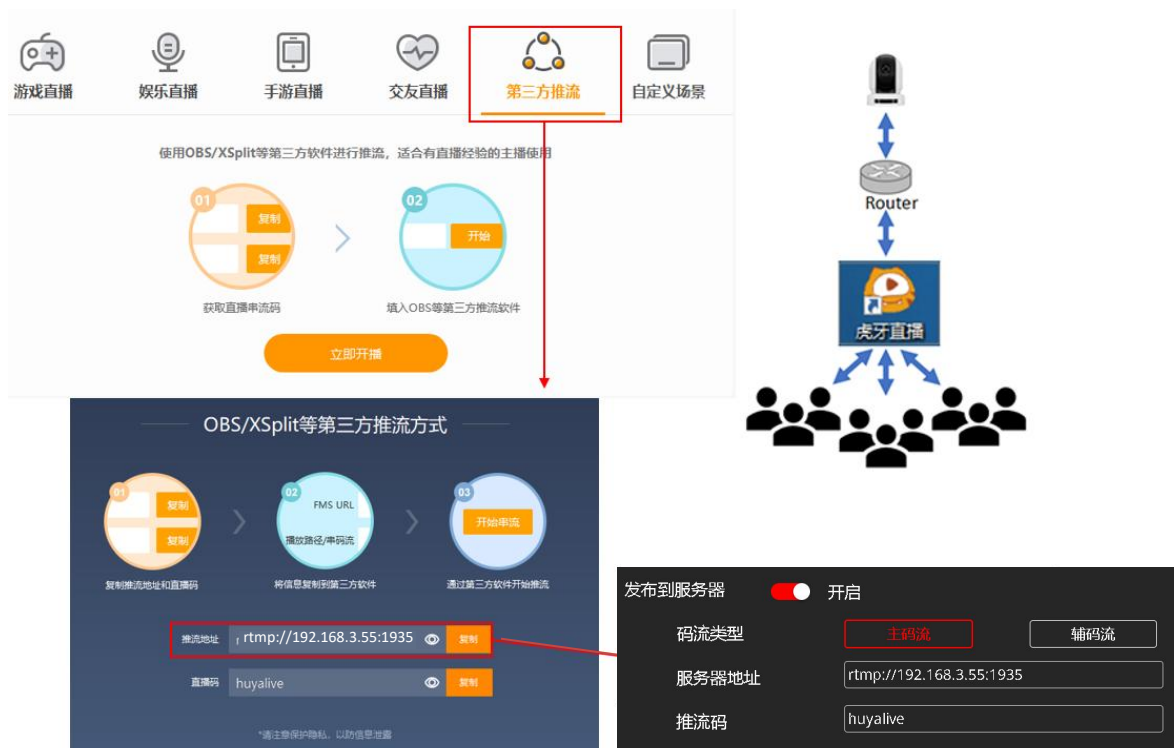 游戏直播
娱乐直播
手游直播
交友直播
第三方推流
自定义场景
使用OBS/XSplit等第三方软件进行推流，适合有直播经验的主播使用
01
复制
复制
02
开始
获取直播串流码
填入OBS等第三方推流软件
立即开播
Router
虎牙直播
OBS/XSplit等第三方推流方式
01
复制
复制
02
FMS URL
播放路径/串码流
03
开始串流
复制推流地址和直播码
将信息复制到第三方软件
通过第三方软件开始推流
推流地址 rtmp://192.168.3.55:1935 复制
直播码 huyalive 复制
*请注意保护隐私，以防信息泄露
发布到服务器 开启
码流类型 主码流 辅码流
服务器地址 rtmp://192.168.3.55:1935
推流码 huyalive